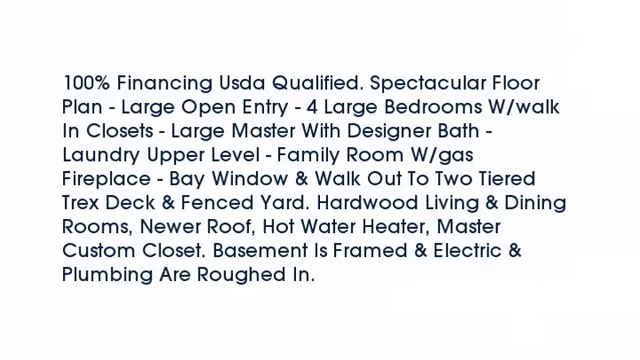 100% Financing Usda Qualified. Spectacular Floor
Plan - Large Open Entry - 4 Large Bedrooms W/walk
In Closets - Large Master With Designer Bath -
Laundry Upper Level - Family Room W/gas
Fireplace - Bay Window & Walk Out To Two Tiered
Trex Deck & Fenced Yard. Hardwood Living & Dining
Rooms, Newer Roof, Hot Water Heater, Master
Custom Closet. Basement Is Framed & Electric &
Plumbing Are Roughed In.